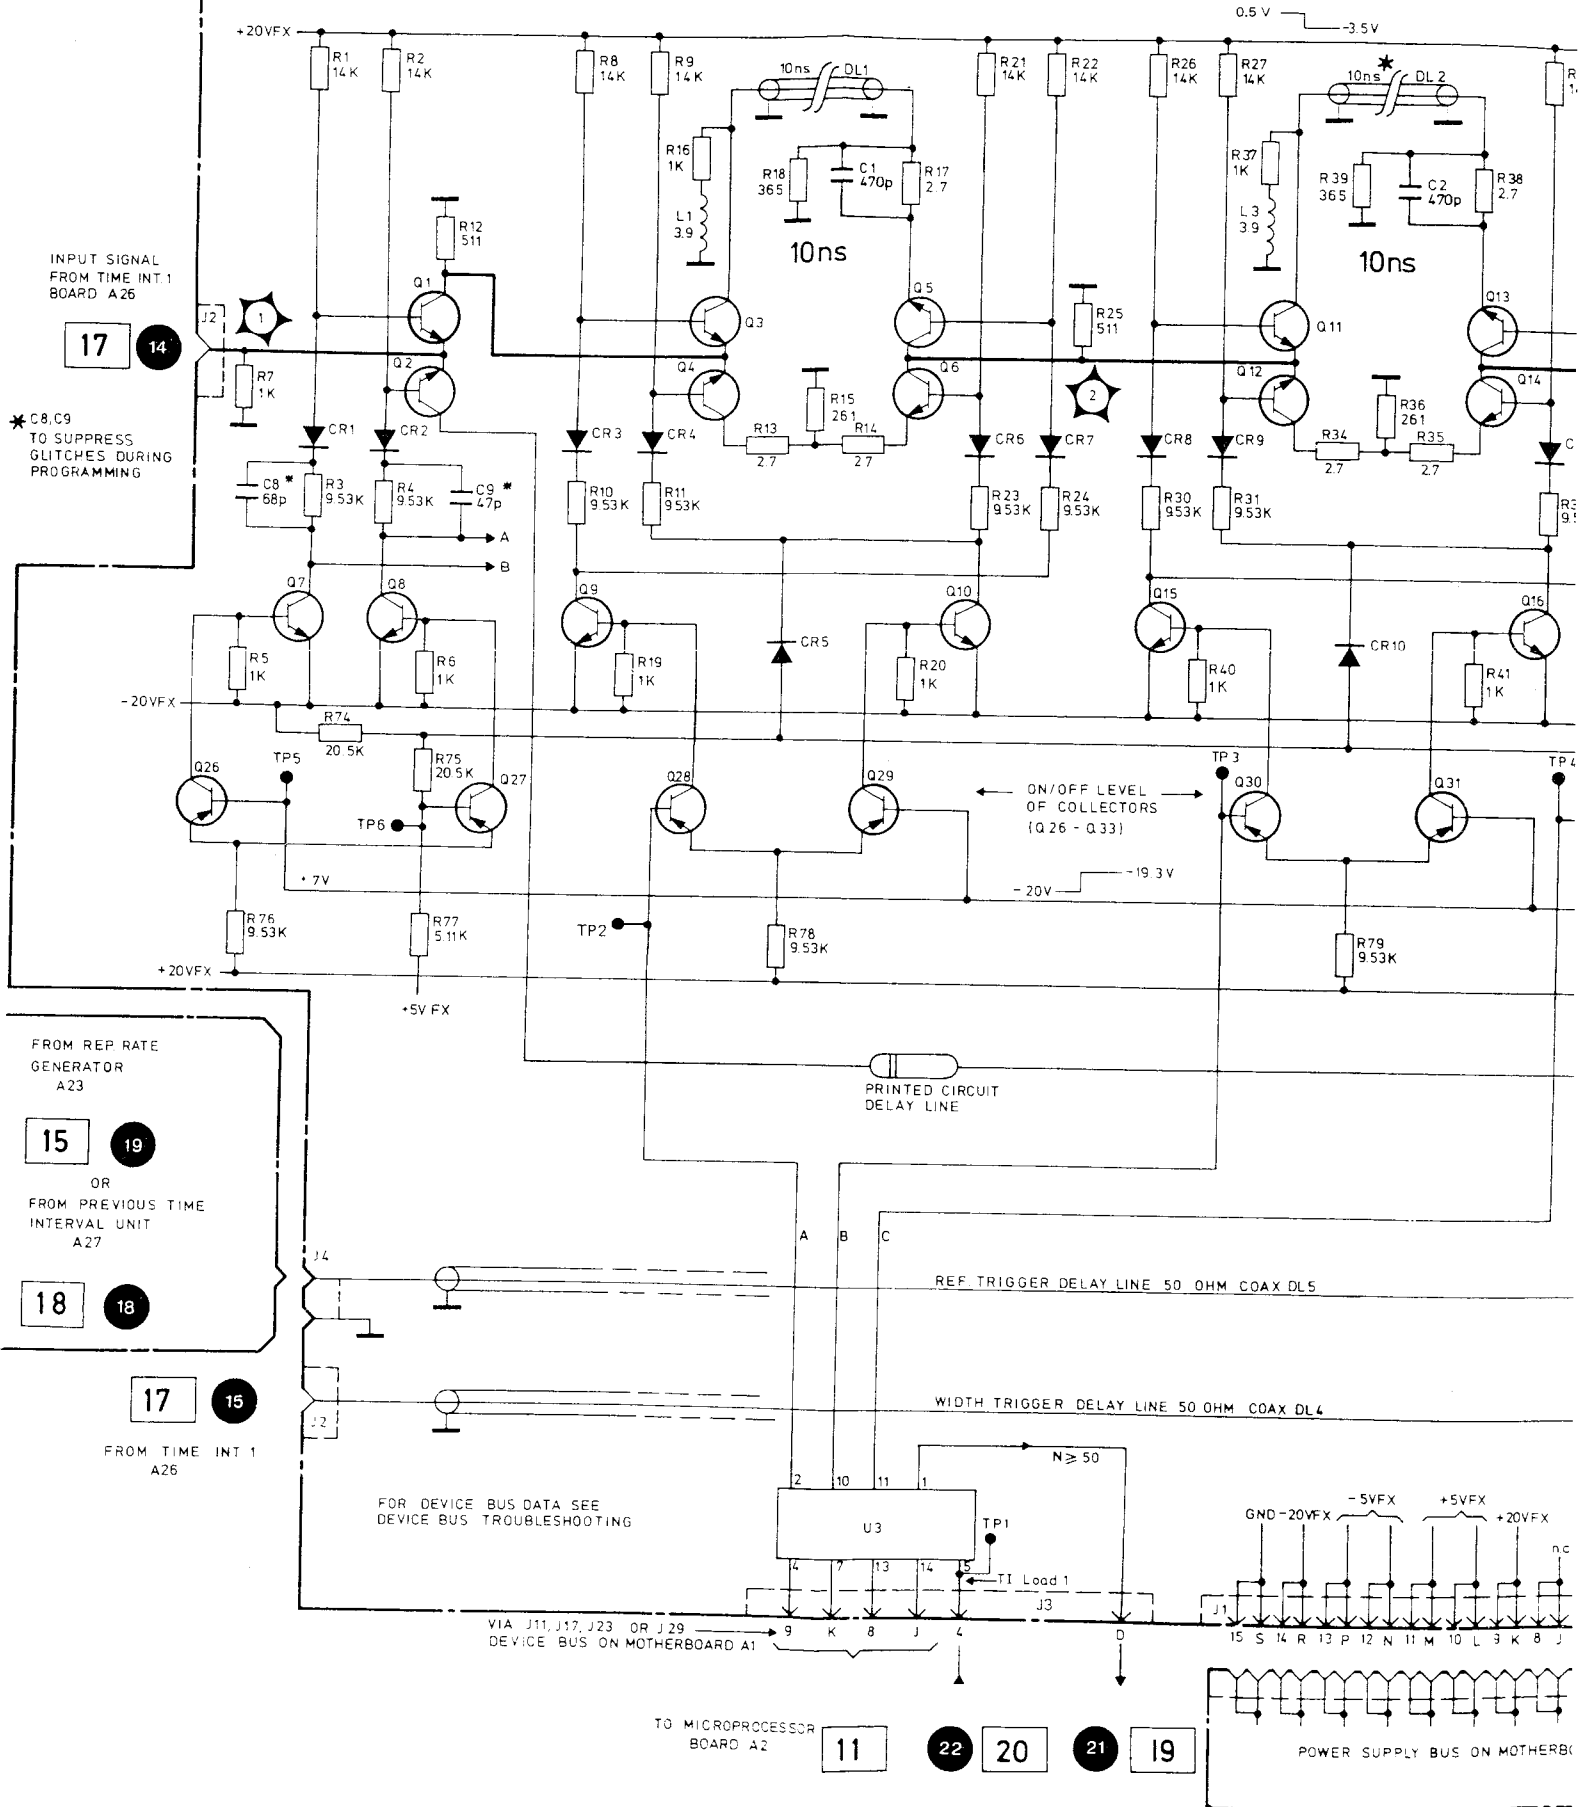 0.5 V
-3.5V
+20VFX
R1
14K
R2
14K
R8
14K
R9
14K
10ns
DL1
R21
14K
R22
14K
R26
14K
R27
14K
10ns
*
DL 2
R16
1K
R18
365
C1
470p
R17
2.7
R37
1K
R39
365
C2
470p
R38
2.7
L1
3.9
L3
3.9
R12
511
10ns
10ns
INPUT SIGNAL
FROM TIME INT.1
BOARD A26
J2
1
Q1
Q3
Q5
R25
511
Q11
Q13
17
14
Q2
Q4
Q6
Q12
Q14
R7
1K
2
R15
261
R36
261
* C8,C9
TO SUPPRESS
GLITCHES DURING
PROGRAMMING
CR1
CR2
CR3
CR4
R13
2.7
R14
2.7
CR6
CR7
CR8
CR9
R34
2.7
R35
2.7
C8 *
68p
R3
9.53K
R4
9.53K
C9 *
47p
R10
9.53K
R11
953K
R23
9.53K
R24
9.53K
R30
953K
R31
9.53K
A
B
Q7
Q8
Q9
Q10
Q15
Q16
R5
1K
R6
1K
R19
1K
CR5
R20
1K
R40
1K
CR10
R41
1K
-20VFX
R74
20.5K
TP5
R75
20.5K
Q26
Q27
Q28
Q29
TP3
Q30
Q31
TP4
ON/OFF LEVEL
OF COLLECTORS
(Q26 - Q33)
TP6
+ 7V
-20V
-19.3V
R76
9.53K
R77
5.11K
TP2
R78
9.53K
R79
9.53K
+20VFX
+5V FX
FROM REP RATE
GENERATOR
A23
PRINTED CIRCUIT
DELAY LINE
15
19
OR
FROM PREVIOUS TIME
INTERVAL UNIT
A27
A
B
C
J4
18
18
REF. TRIGGER DELAY LINE 50 OHM COAX DL5
17
15
J2
WIDTH TRIGGER DELAY LINE 50 OHM COAX DL4
FROM TIME INT 1
A26
N ≥ 50
FOR DEVICE BUS DATA SEE
DEVICE BUS TROUBLESHOOTING
2 10 11 1
U3
TP1
4 7 13 14 5
TI Load 1
J3
GND -20VFX
-5VFX
+5VFX
+20VFX
n.c
J1
VIA J11, J17, J23 OR J29
DEVICE BUS ON MOTHERBOARD A1
9 K 8 J 4 D
15 S 14 R 13 P 12 N 11 M 10 L 9 K 8 J
TO MICROPROCESSOR
BOARD A2
11
22
20
21
19
POWER SUPPLY BUS ON MOTHERB